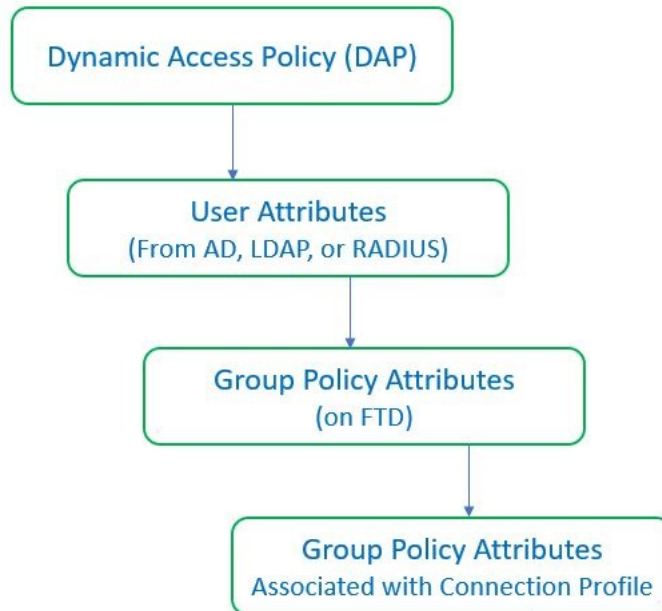 Dynamic Access Policy (DAP)
User Attributes
(From AD, LDAP, or RADIUS)
Group Policy Attributes
(on FTD)
Group Policy Attributes
Associated with Connection Profile